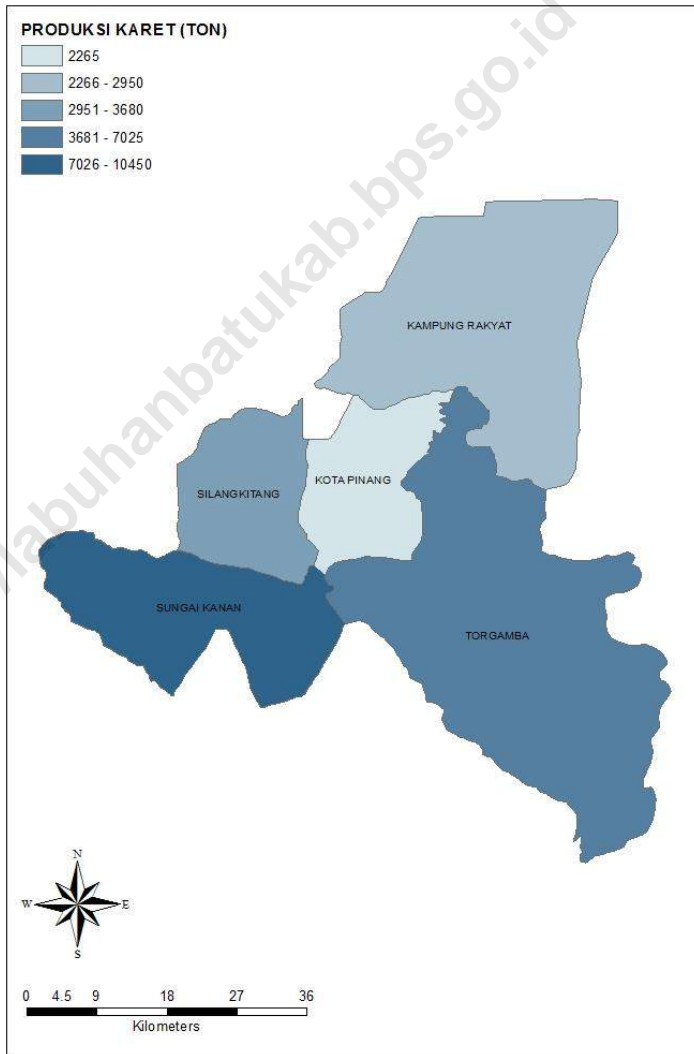 PRODUKSI KARET (TON)
2265
2266 - 2950
2951 - 3680
3681 - 7025
7026 - 10450
KAMPUNG RAKYAT
KOTA PINANG
SILANGKITANG
SUNGAI KANAN
TORGAMBA
/labuhanbatukab.bps.go.id
N
W
E
S
0 4.5 9 18 27 36
Kilometers